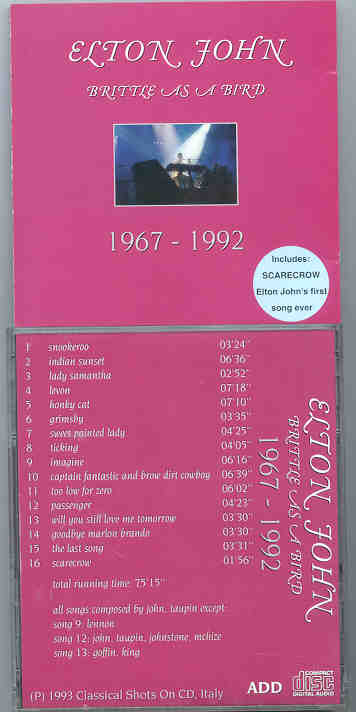 ELTON JOHN
BRITTLE AS A BIRD
1967 - 1992
Includes:
SCARECROW
Elton John's first
song ever
1 snookeroo 03'24"
2 indian sunset 06'36"
3 lady samantha 02'52"
4 levon 07'18"
5 honky cat 07'10"
6 grimsby 03'35"
7 sweet painted lady 04'25"
8 ticking 04'05"
9 imagine 06'16"
10 captain fantastic and brow dirt cowboy 06'39"
11 too low for zero 06'02"
12 passenger 04'23"
13 will you still love me tomorrow 03'30"
14 goodbye marlon brando 03'30"
15 the last song 03'31"
16 scarecrow 01'56"
total running time: 75'15"
all songs composed by john, taupin except:
song 9: lennon
song 12: john, taupin, johnstone, mchize
song 13: goffin, king
ELTON JOHN
BRITTLE AS A BIRD
1967 - 1992
(P) 1993 Classical Shots On CD, Italy
ADD
COMPACT
disc
DIGITAL AUDIO